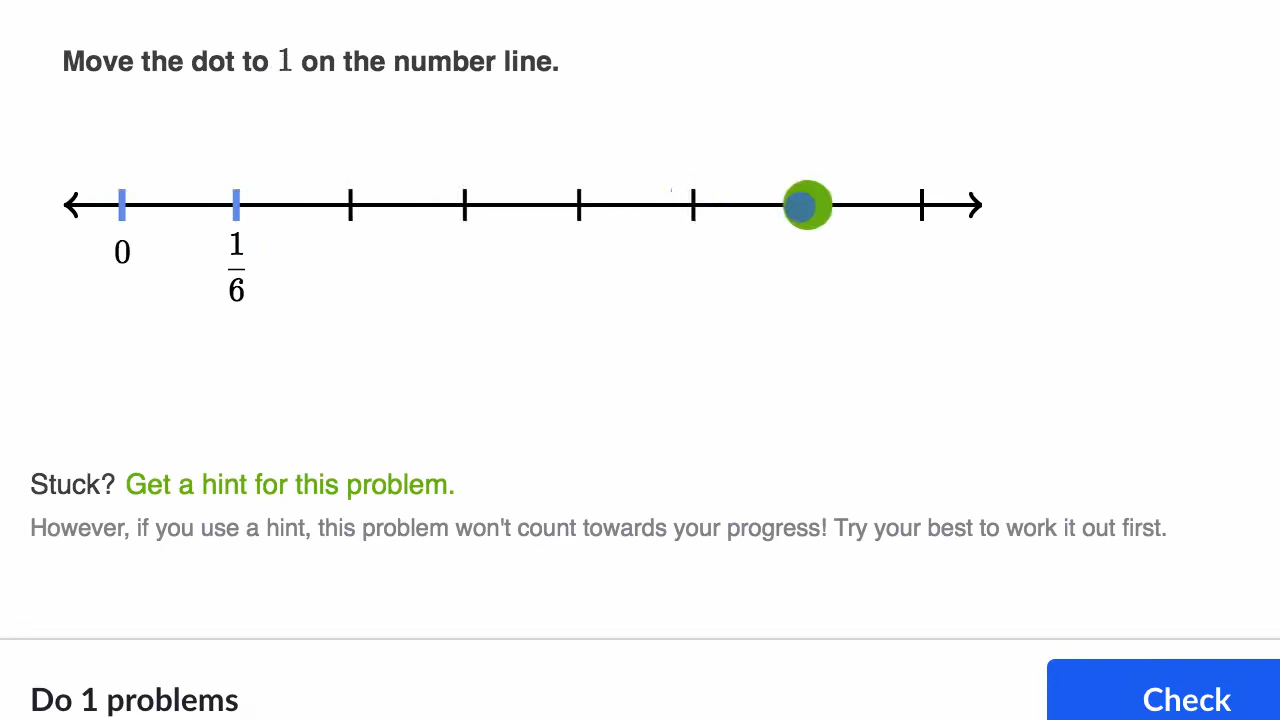 Move the dot to 1 on the number line.
0
1
6
Stuck? Get a hint for this problem.
However, if you use a hint, this problem won't count towards your progress! Try your best to work it out first.
Do 1 problems
Check